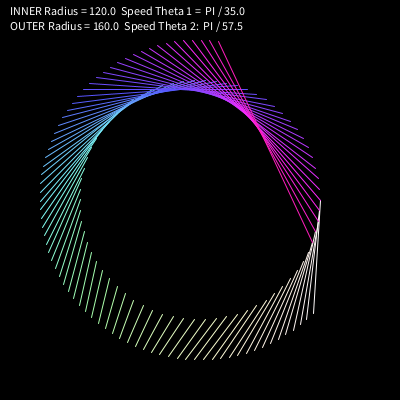 INNER Radius = 120.0  Speed Theta 1 =  PI / 35.0
OUTER Radius = 160.0  Speed Theta 2:  PI / 57.5